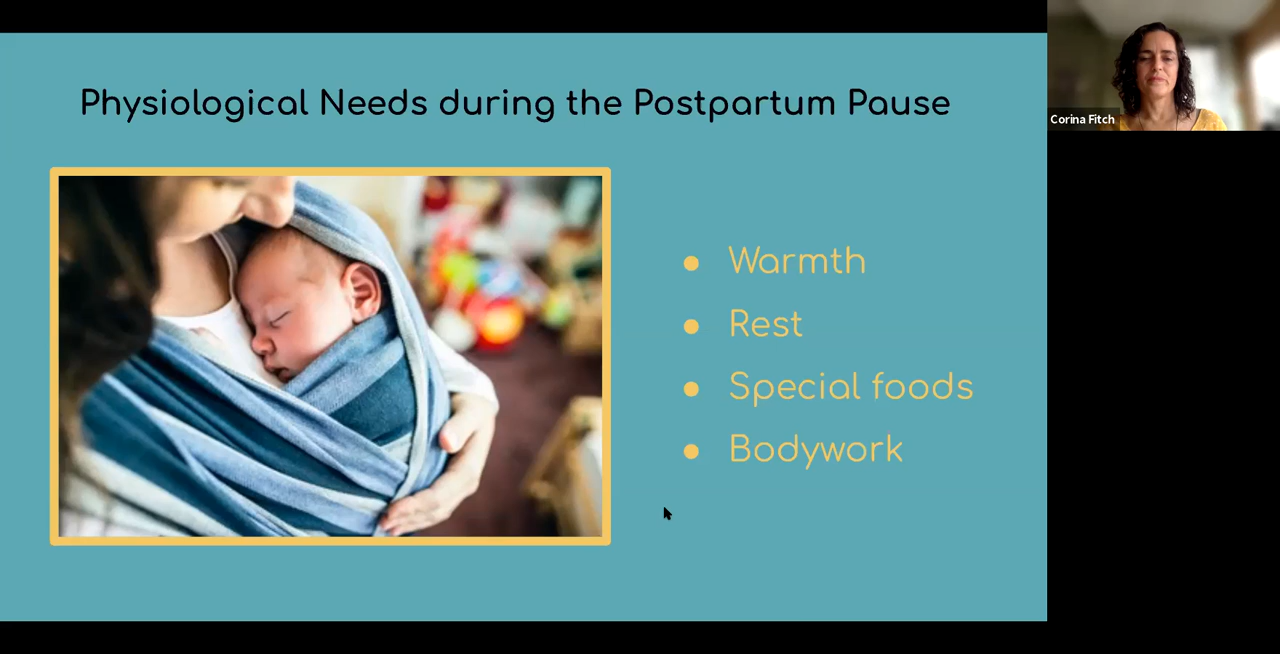 Physiological Needs during the Postpartum Pause
Warmth
Rest
Special foods
Bodywork
Corina Fitch